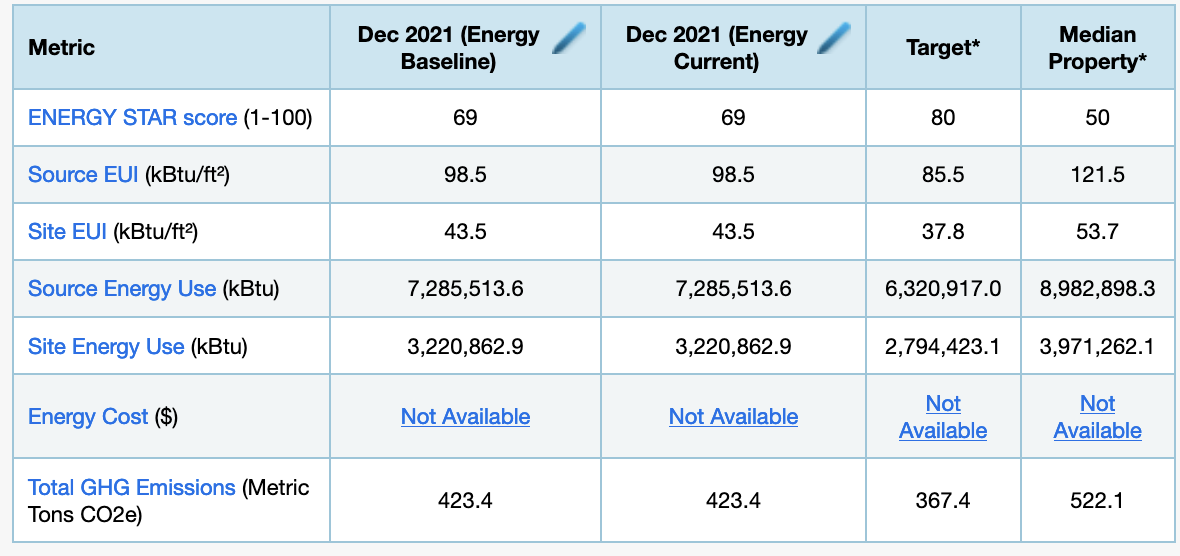 Metric
Dec 2021 (Energy
Baseline)
Dec 2021 (Energy
Current)
Target*
Median
Property*
ENERGY STAR score (1-100)
69
69
80
50
Source EUI (kBtu/ft²)
98.5
98.5
85.5
121.5
Site EUI (kBtu/ft²)
43.5
43.5
37.8
53.7
Source Energy Use (kBtu)
7,285,513.6
7,285,513.6
6,320,917.0
8,982,898.3
Site Energy Use (kBtu)
3,220,862.9
3,220,862.9
2,794,423.1
3,971,262.1
Energy Cost ($)
Not Available
Not Available
Not
Available
Not
Available
Total GHG Emissions (Metric
Tons CO2e)
423.4
423.4
367.4
522.1